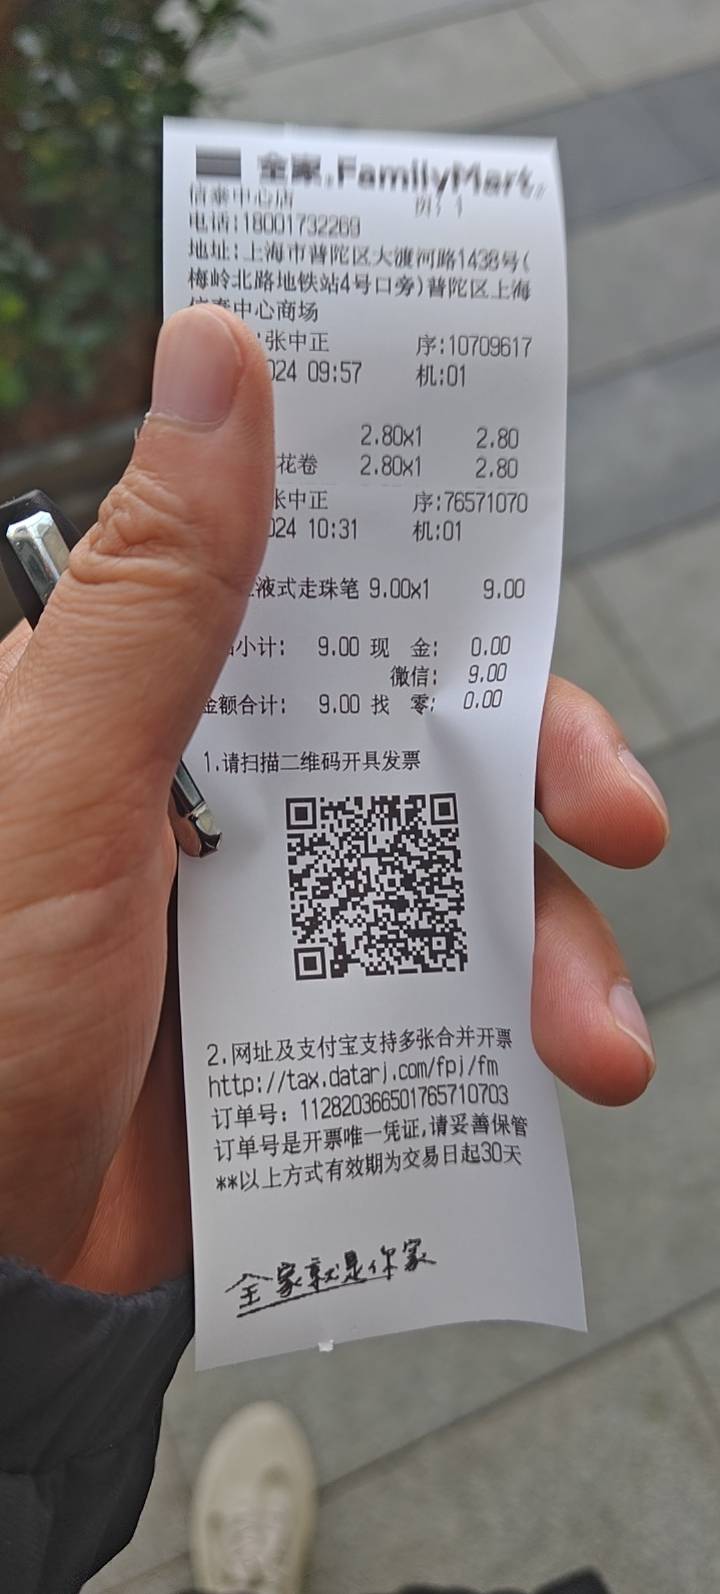 全家 FamilyMart
信泰中心店 页: 1
电话:18001732269
地址:上海市普陀区大渡河路1438号(
梅岭北路地铁站4号口旁)普陀区上海
信泰中心商场
:张中正 序:10709617
024 09:57 机:01
2.80x1 2.80
花卷 2.80x1 2.80
张中正 序:76571070
024 10:31 机:01
液式走珠笔 9.00x1 9.00
小计: 9.00 现 金: 0.00
微信: 9.00
金额合计: 9.00 找 零: 0.00
1.请扫描二维码开具发票
2.网址及支付宝支持多张合并开票
http://tax.datarj.com/fpj/fm
订单号: 112820366501765710703
订单号是开票唯一凭证,请妥善保管
**以上方式有效期为交易日起30天
全家就是你家